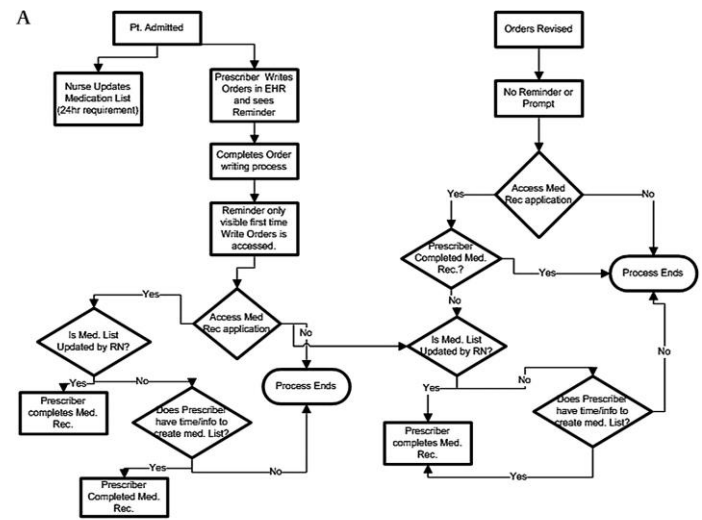 A
Pt. Admitted
Nurse Updates
Medication List
(24hr requirement)
Prescriber Writes
Orders in EHR
and sees
Reminder
Completes Order
writing process
Reminder only
visible first time
Write Orders is
accessed.
Access Med
Rec application
Yes
No
Is Med. List
Updated by RN?
Yes
No
Prescriber
completes Med.
Rec.
Does Prescriber
have time/info to
create med. List?
Yes
No
Prescriber
Completed Med.
Rec.
Process Ends
Orders Revised
No Reminder or
Prompt
Access Med
Rec application
Yes
No
Prescriber
Completed Med.
Rec.?
Yes
No
Process Ends
Is Med. List
Updated by RN?
Yes
No
Does Prescriber
have time/info to
create med. List?
No
Yes
Prescriber
completes Med.
Rec.